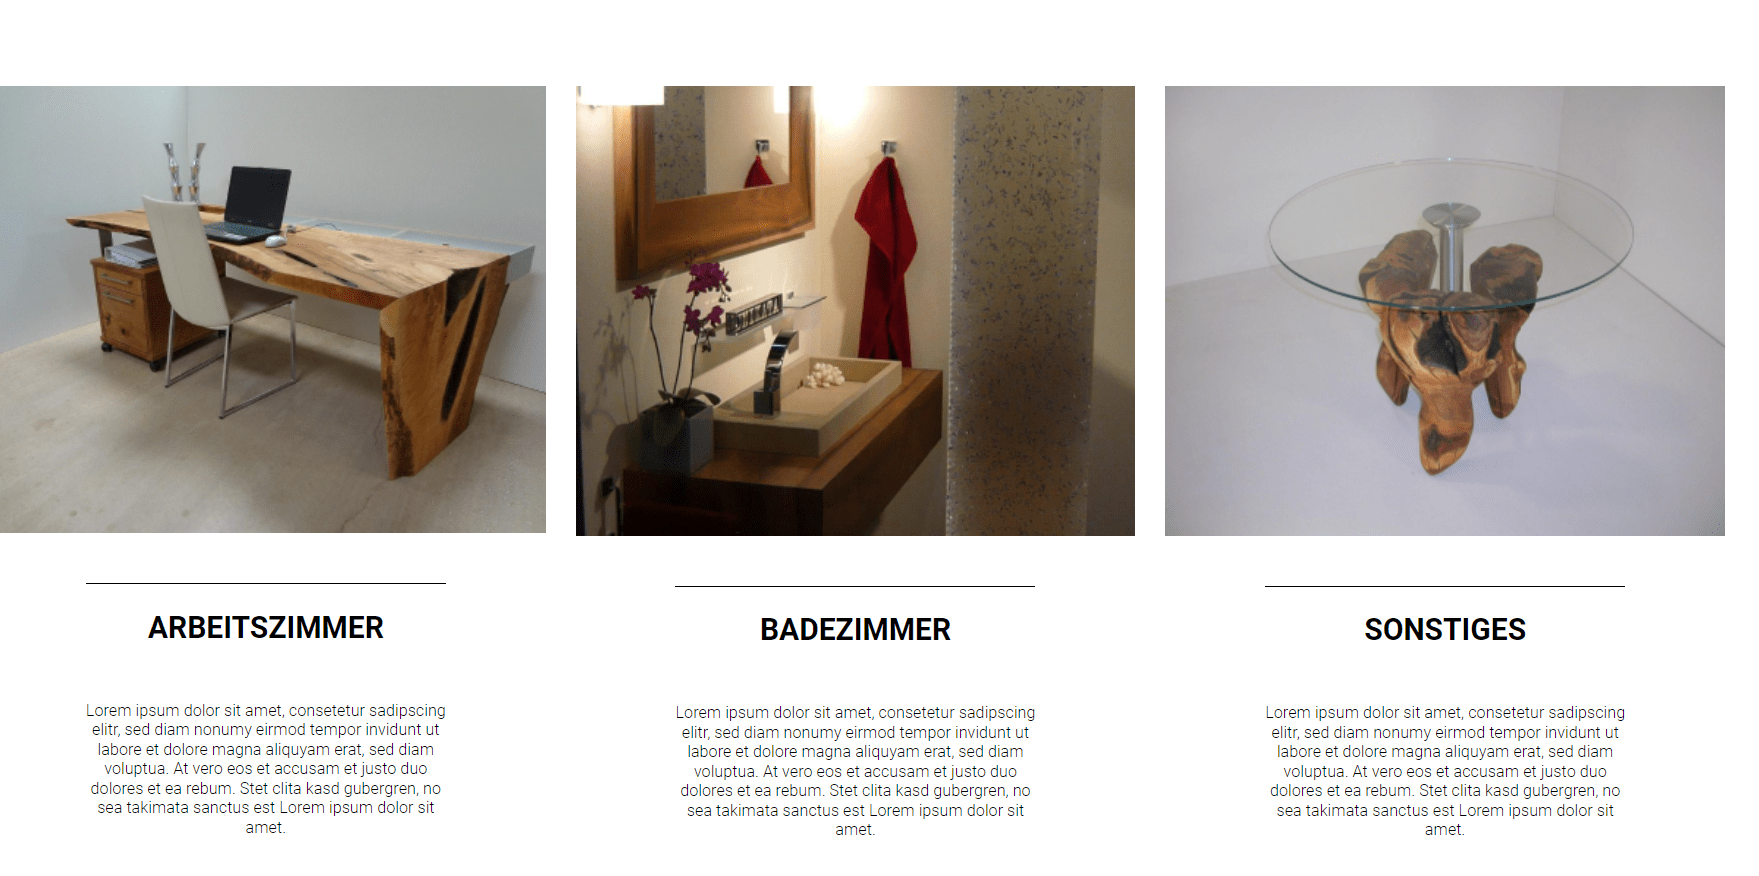 ARBEITSZIMMER
Lorem ipsum dolor sit amet, consetetur sadipscing
elitr, sed diam nonumy eirmod tempor invidunt ut
labore et dolore magna aliquyam erat, sed diam
voluptua. At vero eos et accusam et justo duo
dolores et ea rebum. Stet clita kasd gubergren, no
sea takimata sanctus est Lorem ipsum dolor sit
amet.
BADEZIMMER
Lorem ipsum dolor sit amet, consetetur sadipscing
elitr, sed diam nonumy eirmod tempor invidunt ut
labore et dolore magna aliquyam erat, sed diam
voluptua. At vero eos et accusam et justo duo
dolores et ea rebum. Stet clita kasd gubergren, no
sea takimata sanctus est Lorem ipsum dolor sit
amet.
SONSTIGES
Lorem ipsum dolor sit amet, consetetur sadipscing
elitr, sed diam nonumy eirmod tempor invidunt ut
labore et dolore magna aliquyam erat, sed diam
voluptua. At vero eos et accusam et justo duo
dolores et ea rebum. Stet clita kasd gubergren, no
sea takimata sanctus est Lorem ipsum dolor sit
amet.